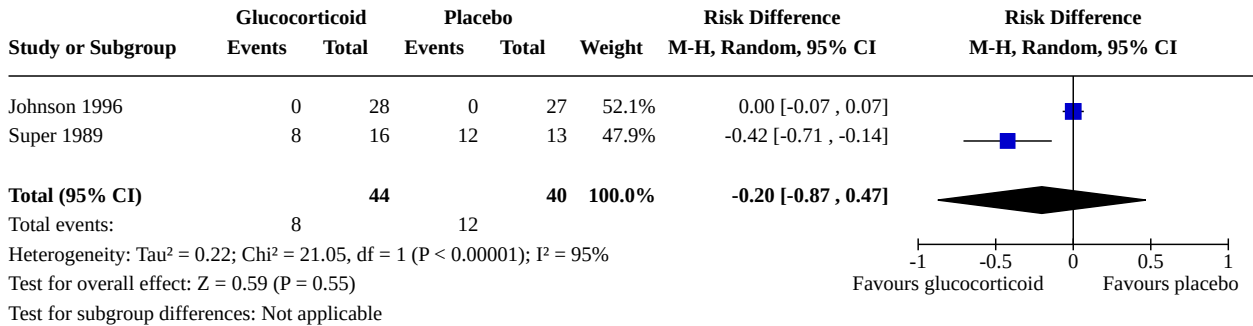 Glucocorticoid Placebo Risk Difference Risk Difference
Study or Subgroup Events Total Events Total Weight M-H, Random, 95% CI M-H, Random, 95% CI
Johnson 1996 0 28 0 27 52.1% 0.00 [-0.07 , 0.07]
Super 1989 8 16 12 13 47.9% -0.42 [-0.71 , -0.14]
Total (95% CI) 44 40 100.0% -0.20 [-0.87 , 0.47]
Total events: 8 12
Heterogeneity: Tau² = 0.22; Chi² = 21.05, df = 1 (P < 0.00001); I² = 95%
-1 -0.5 0 0.5 1
Test for overall effect: Z = 0.59 (P = 0.55) Favours glucocorticoid Favours placebo
Test for subgroup differences: Not applicable